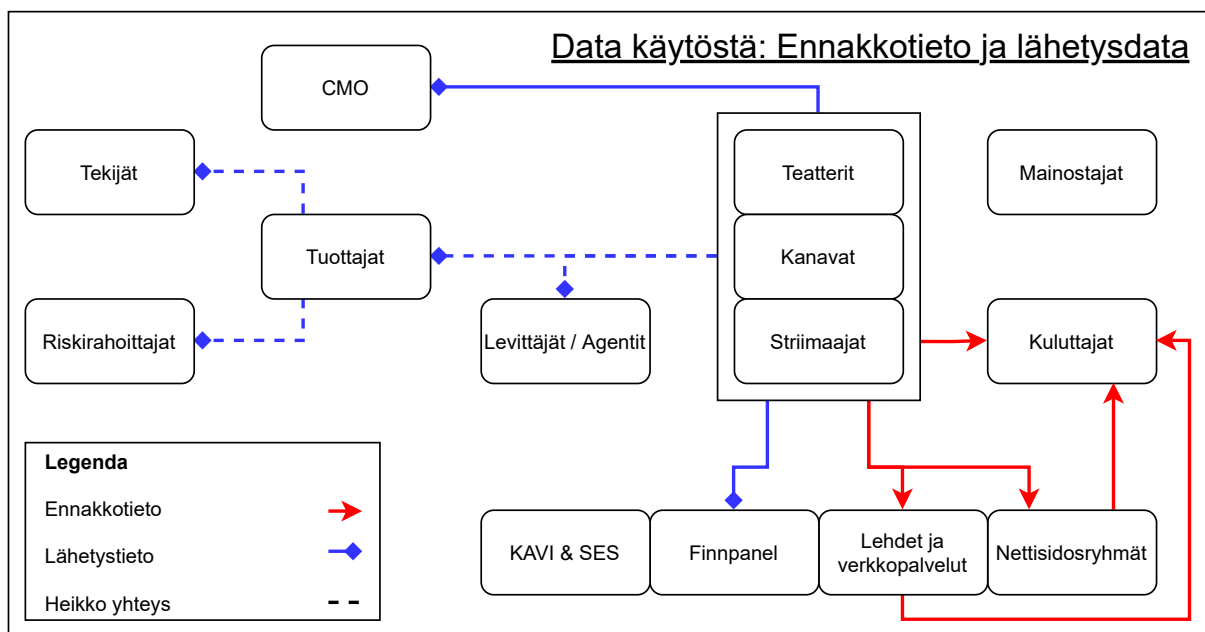 Data käytöstä: Ennakkotieto ja lähetysdata
CMO
Tekijät
Teatterit
Mainostajat
Tuottajat
Kanavat
Riskirahoittajat
Levittäjät / Agentit
Striimaajat
Kuluttajat
Legenda
Ennakkotieto
Lähetystieto
Heikko yhteys
KAVI & SES
Finnpanel
Lehdet ja
verkkopalvelut
Nettisidosryhmät